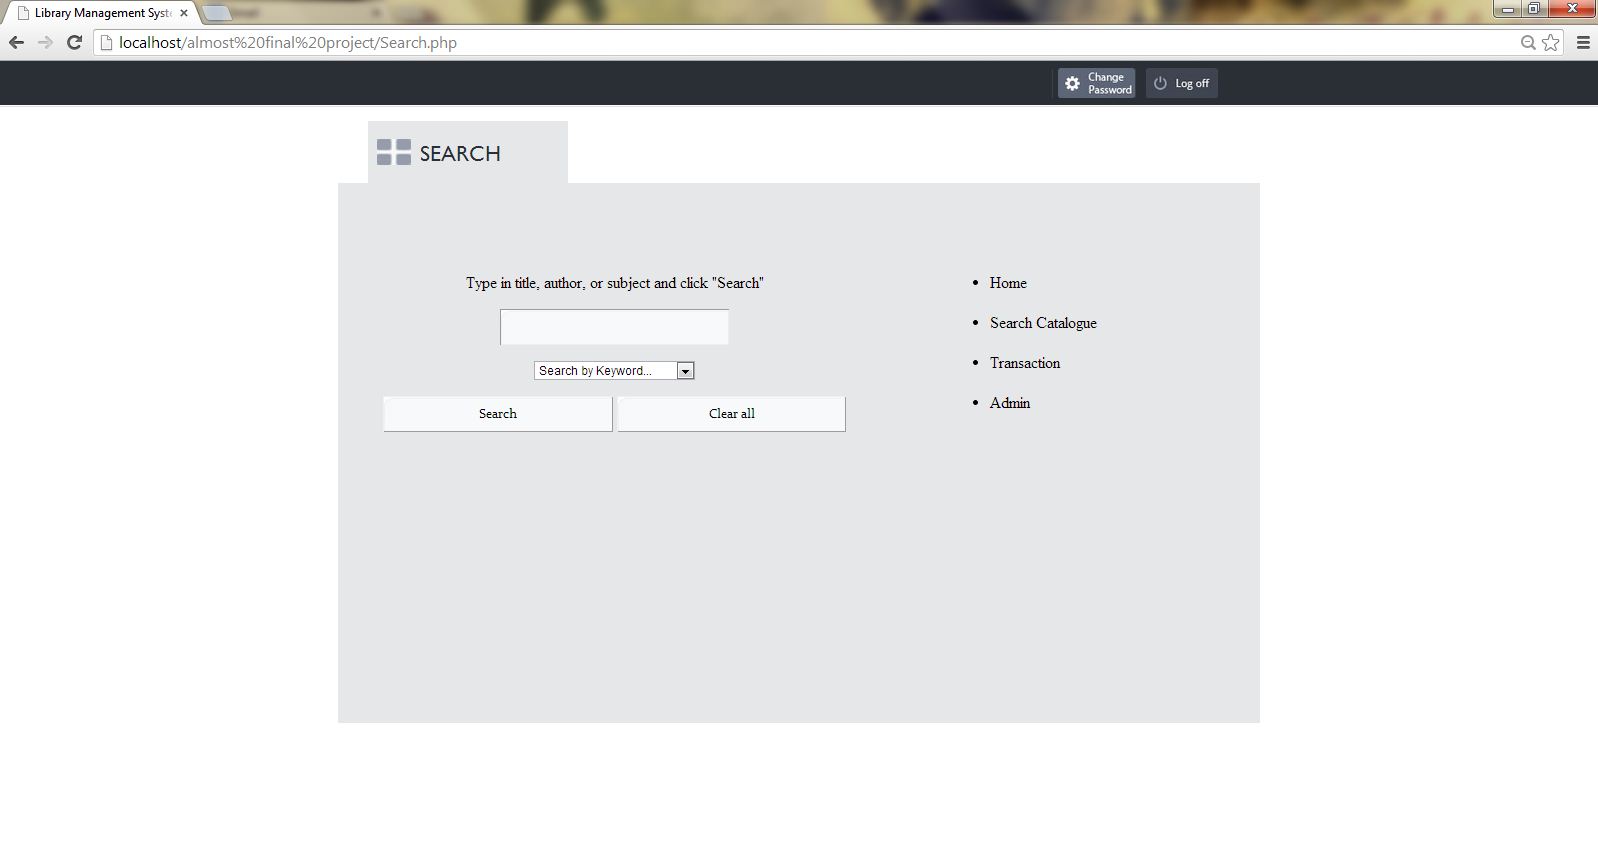 Library Management Syst
localhost/almost%20final%20project/Search.php
Change
Password
Log off
SEARCH
Type in title, author, or subject and click "Search"
Search by Keyword...
Search
Clear all
Home
Search Catalogue
Transaction
Admin